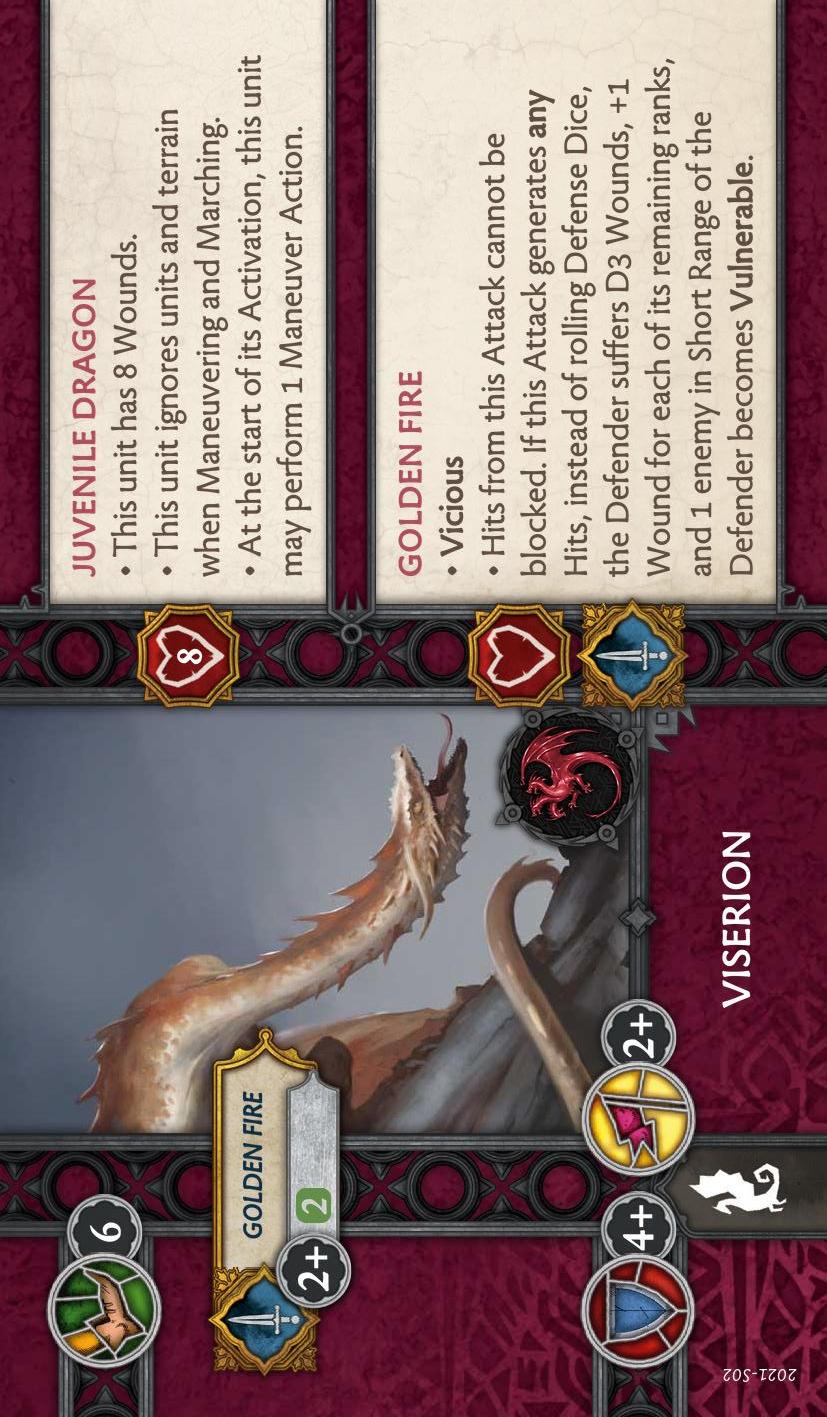 6
GOLDEN FIRE
2+
2
4+
2+
VISERION
2021-S02
8
JUVENILE DRAGON
• This unit has 8 Wounds.
• This unit ignores units and terrain
when Maneuvering and Marching.
• At the start of its Activation, this unit
may perform 1 Maneuver Action.
GOLDEN FIRE
• Vicious
• Hits from this Attack cannot be
blocked. If this Attack generates any
Hits, instead of rolling Defense Dice,
the Defender suffers D3 Wounds, +1
Wound for each of its remaining ranks,
and 1 enemy in Short Range of the
Defender becomes Vulnerable.